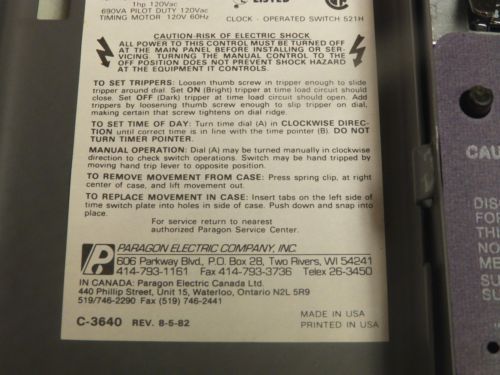 1hp 120Vac
690VA PILOT DUTY 120Vac
TIMING MOTOR 120V 60Hz
LISTED
CLOCK - OPERATED SWITCH 521H
CAUTION-RISK OF ELECTRIC SHOCK
ALL POWER TO THIS CONTROL MUST BE TURNED OFF
AT THE MAIN PANEL BEFORE INSTALLING OR SER-
VICING. TURNING THE MANUAL CONTROL TO THE
OFF POSITION DOES NOT PREVENT SHOCK HAZARD
AT THE EQUIPMENT IT CONTROLS.
TO SET TRIPPERS: Loosen thumb screw in tripper enough to slide
tripper around dial. Set ON (Bright) tripper at time load circuit should
close. Set OFF (Dark) tripper at time load circuit should open. Add
trippers by loosening thumb screw enough to slip tripper on dial,
making certain that screw tightens on dial ridge.
TO SET TIME OF DAY: Turn time dial (A) in CLOCKWISE DIREC-
TION until correct time is in line with the time pointer (B). DO NOT
TURN TIMER POINTER.
MANUAL OPERATION: Dial (A) may be turned manually in clockwise
direction to check switch operations. Switch may be hand tripped by
moving hand trip lever to opposite position.
TO REMOVE MOVEMENT FROM CASE: Press spring clip, at right
center of case, and lift movement out.
TO REPLACE MOVEMENT IN CASE: Insert tabs on the left edge of
time switch plate into holes in side of case. Push down and snap into
place.
For service return to nearest
authorized Paragon Service Center.
PARAGON ELECTRIC COMPANY, INC.
606 Parkway Blvd., P.O. Box 28, Two Rivers, WI 54241
414-793-1161 Fax 414-793-3736 Telex 26-3450
IN CANADA: Paragon Electric Canada Ltd.
440 Phillip Street, Unit 15, Waterloo, Ontario N2L 5R9
519/746-2290 Fax (519) 746-2441
C-3640 REV. 8-5-82
MADE IN USA
PRINTED IN USA
CAU
DISC
FOR
THIS
NO
ME
SU
SL